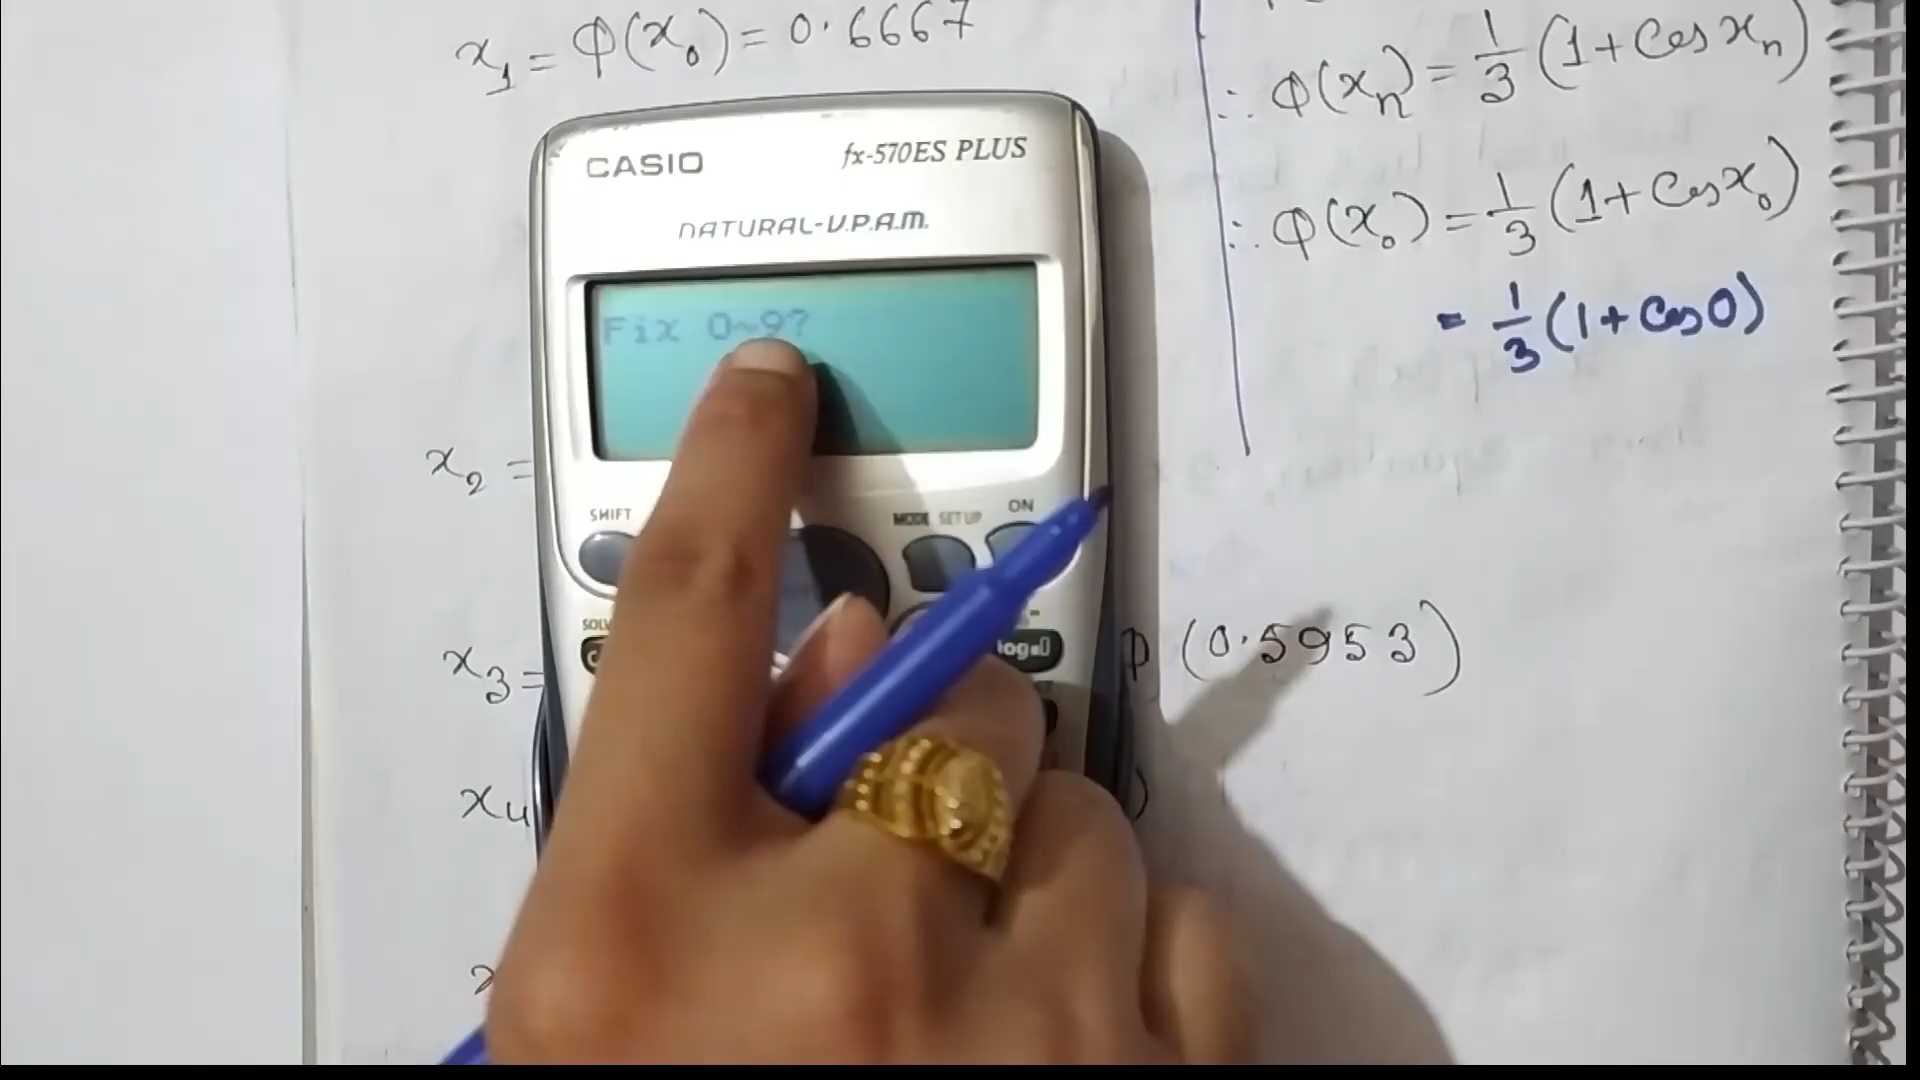 x₁ = Φ(x₀) = 0.6667
∴ Φ(xₙ) = 1/3 (1 + Cos xₙ)
∴ Φ(x₀) = 1/3 (1 + Cos x₀)
= 1/3 (1 + Cos 0)
CASIO
fx-570ES PLUS
NATURAL-V.P.A.M.
Fix 0~9?
x₂ =
SHIFT
MODE SETUP
ON
SOLV
log
x₃ =
(0.5953)
x₄